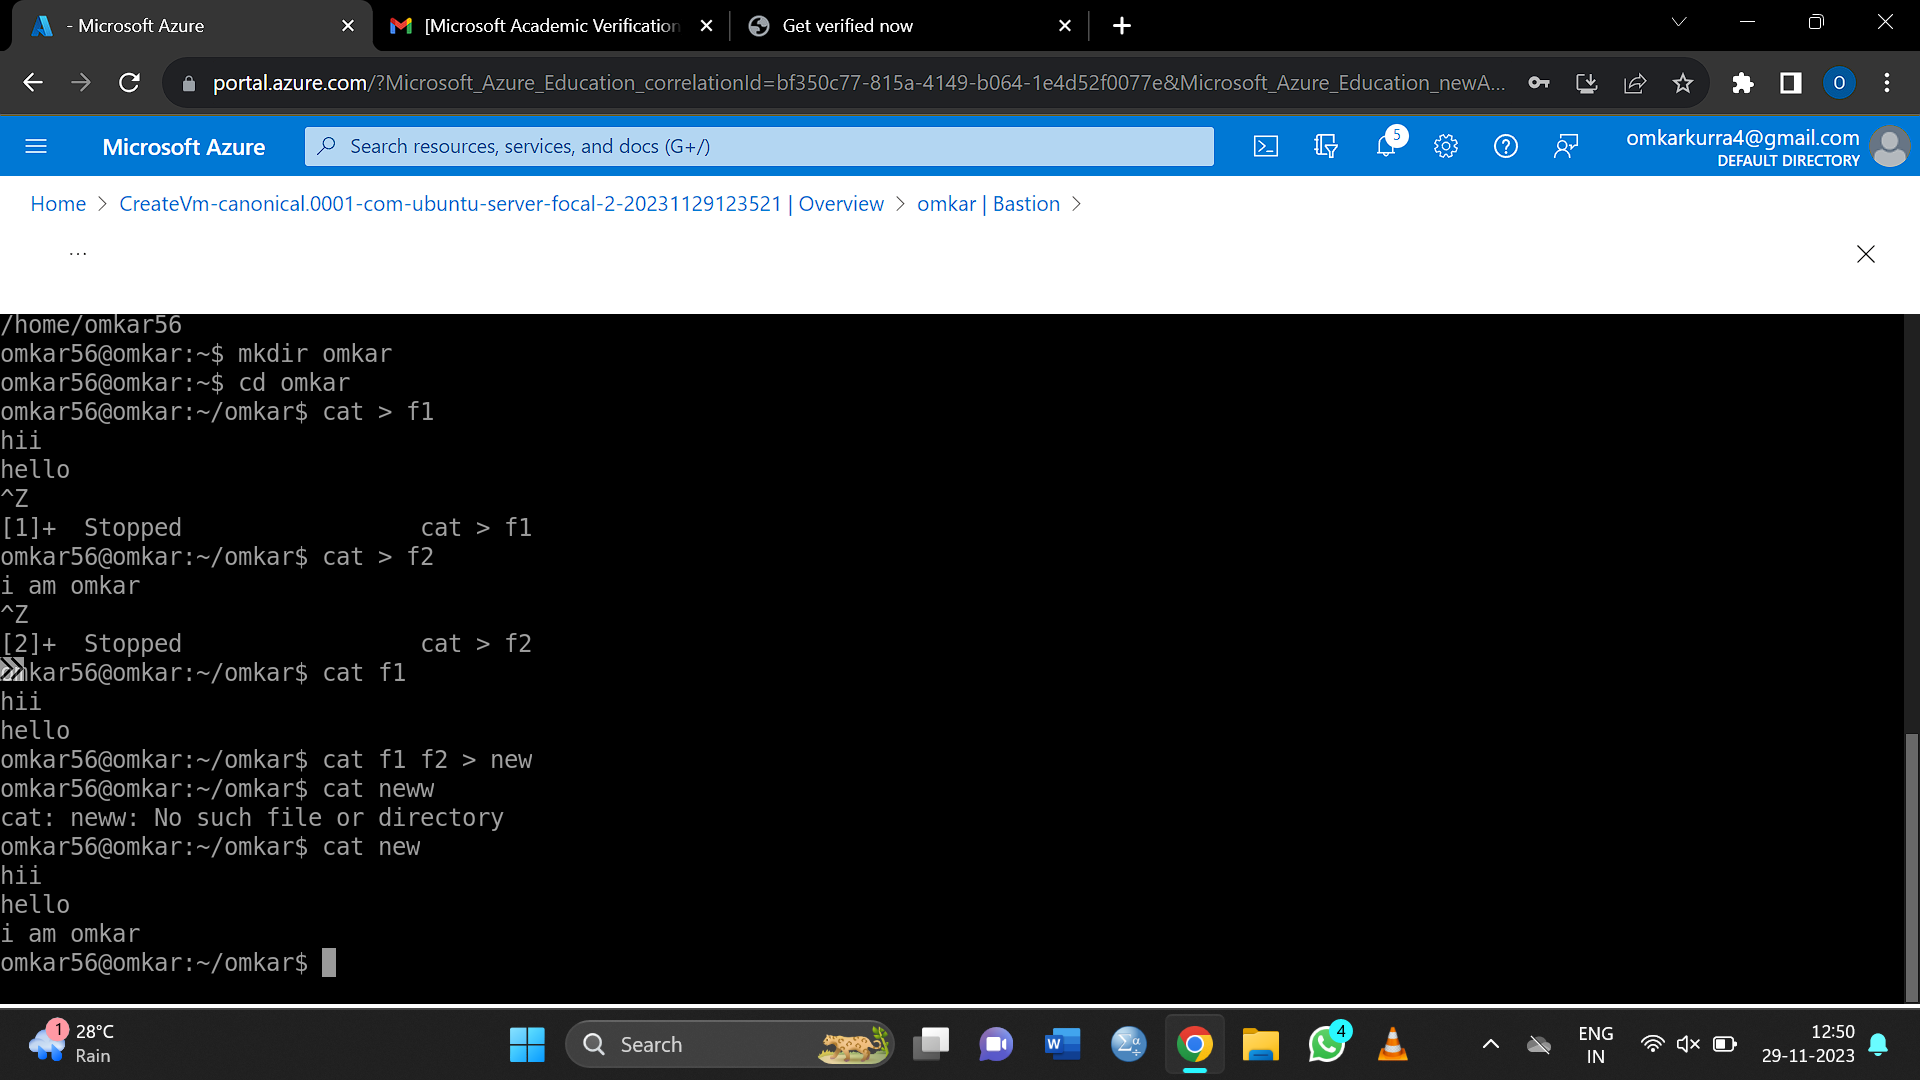 - Microsoft Azure
[Microsoft Academic Verification
Get verified now
portal.azure.com/?Microsoft_Azure_Education_correlationId=bf350c77-815a-4149-b064-1e4d52f0077e&Microsoft_Azure_Education_newA...
O
Microsoft Azure
Search resources, services, and docs (G+/)
5
omkarkurra4@gmail.com
DEFAULT DIRECTORY
Home > CreateVm-canonical.0001-com-ubuntu-server-focal-2-20231129123521 | Overview > omkar | Bastion >
...
/home/omkar56
omkar56@omkar:~$ mkdir omkar
omkar56@omkar:~$ cd omkar
omkar56@omkar:~/omkar$ cat > f1
hii
hello
^Z
[1]+  Stopped                 cat > f1
omkar56@omkar:~/omkar$ cat > f2
i am omkar
^Z
[2]+  Stopped                 cat > f2
omkar56@omkar:~/omkar$ cat f1
hii
hello
omkar56@omkar:~/omkar$ cat f1 f2 > new
omkar56@omkar:~/omkar$ cat neww
cat: neww: No such file or directory
omkar56@omkar:~/omkar$ cat new
hii
hello
i am omkar
omkar56@omkar:~/omkar$
1
28°C
Rain
Search
4
ENG
IN
12:50
29-11-2023